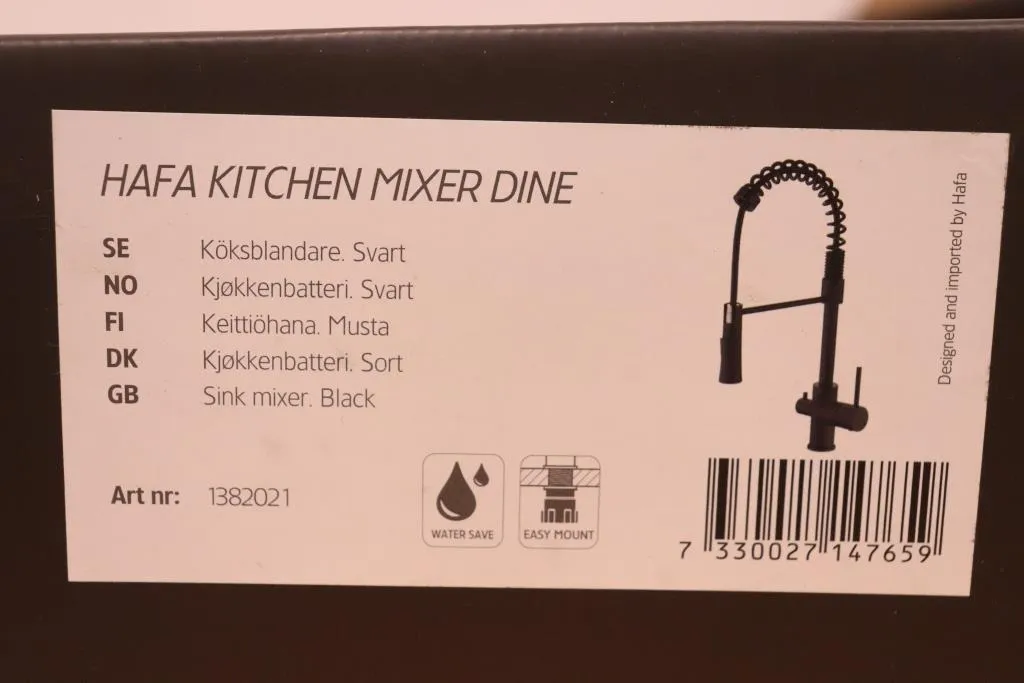 HAFA KITCHEN MIXER DINE
SE Köksblandare. Svart
NO Kjøkkenbatteri. Svart
FI Keittiöhana. Musta
DK Kjøkkenbatteri. Sort
GB Sink mixer. Black
Art nr: 1382021
WATER SAVE
EASY MOUNT
7 330027 147659
Designed and imported by Hafa